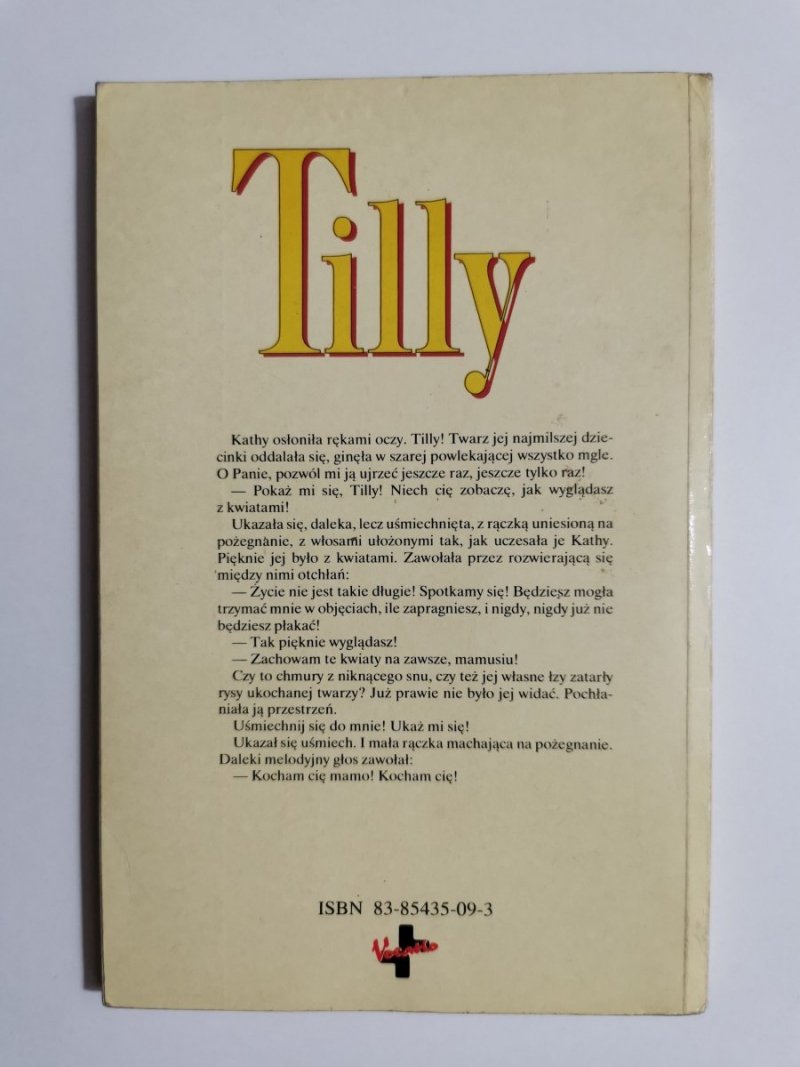 Tilly
Kathy osłoniła rękami oczy. Tilly! Twarz jej najmilszej dzie-
cinki oddalała się, ginęła w szarej powlekającej wszystko mgle.
O Panie, pozwól mi ją ujrzeć jeszcze raz, jeszcze tylko raz!
— Pokaż mi się, Tilly! Niech cię zobaczę, jak wyglądasz
z kwiatami!
Ukazała się, daleka, lecz uśmiechnięta, z rączką uniesioną na
pożegnanie, z włosami ułożonymi tak, jak uczesała je Kathy.
Pięknie jej było z kwiatami. Zawołała przez rozwierającą się
między nimi otchłań:
— Życie nie jest takie długie! Spotkamy się! Będziesz mogła
trzymać mnie w objęciach, ile zapragniesz, i nigdy, nigdy już nie
będziesz płakać!
— Tak pięknie wyglądasz!
— Zachowam te kwiaty na zawsze, mamusiu!
Czy to chmury z niknącego snu, czy też jej własne łzy zatarły
rysy ukochanej twarzy? Już prawie nie było jej widać. Pochła-
niała ją przestrzeń.
Uśmiechnij się do mnie! Ukaż mi się!
Ukazał się uśmiech. I mała rączka machająca na pożegnanie.
Daleki melodyjny głos zawołał:
— Kocham cię mamo! Kocham cię!
ISBN 83-85435-09-3
Vocatio